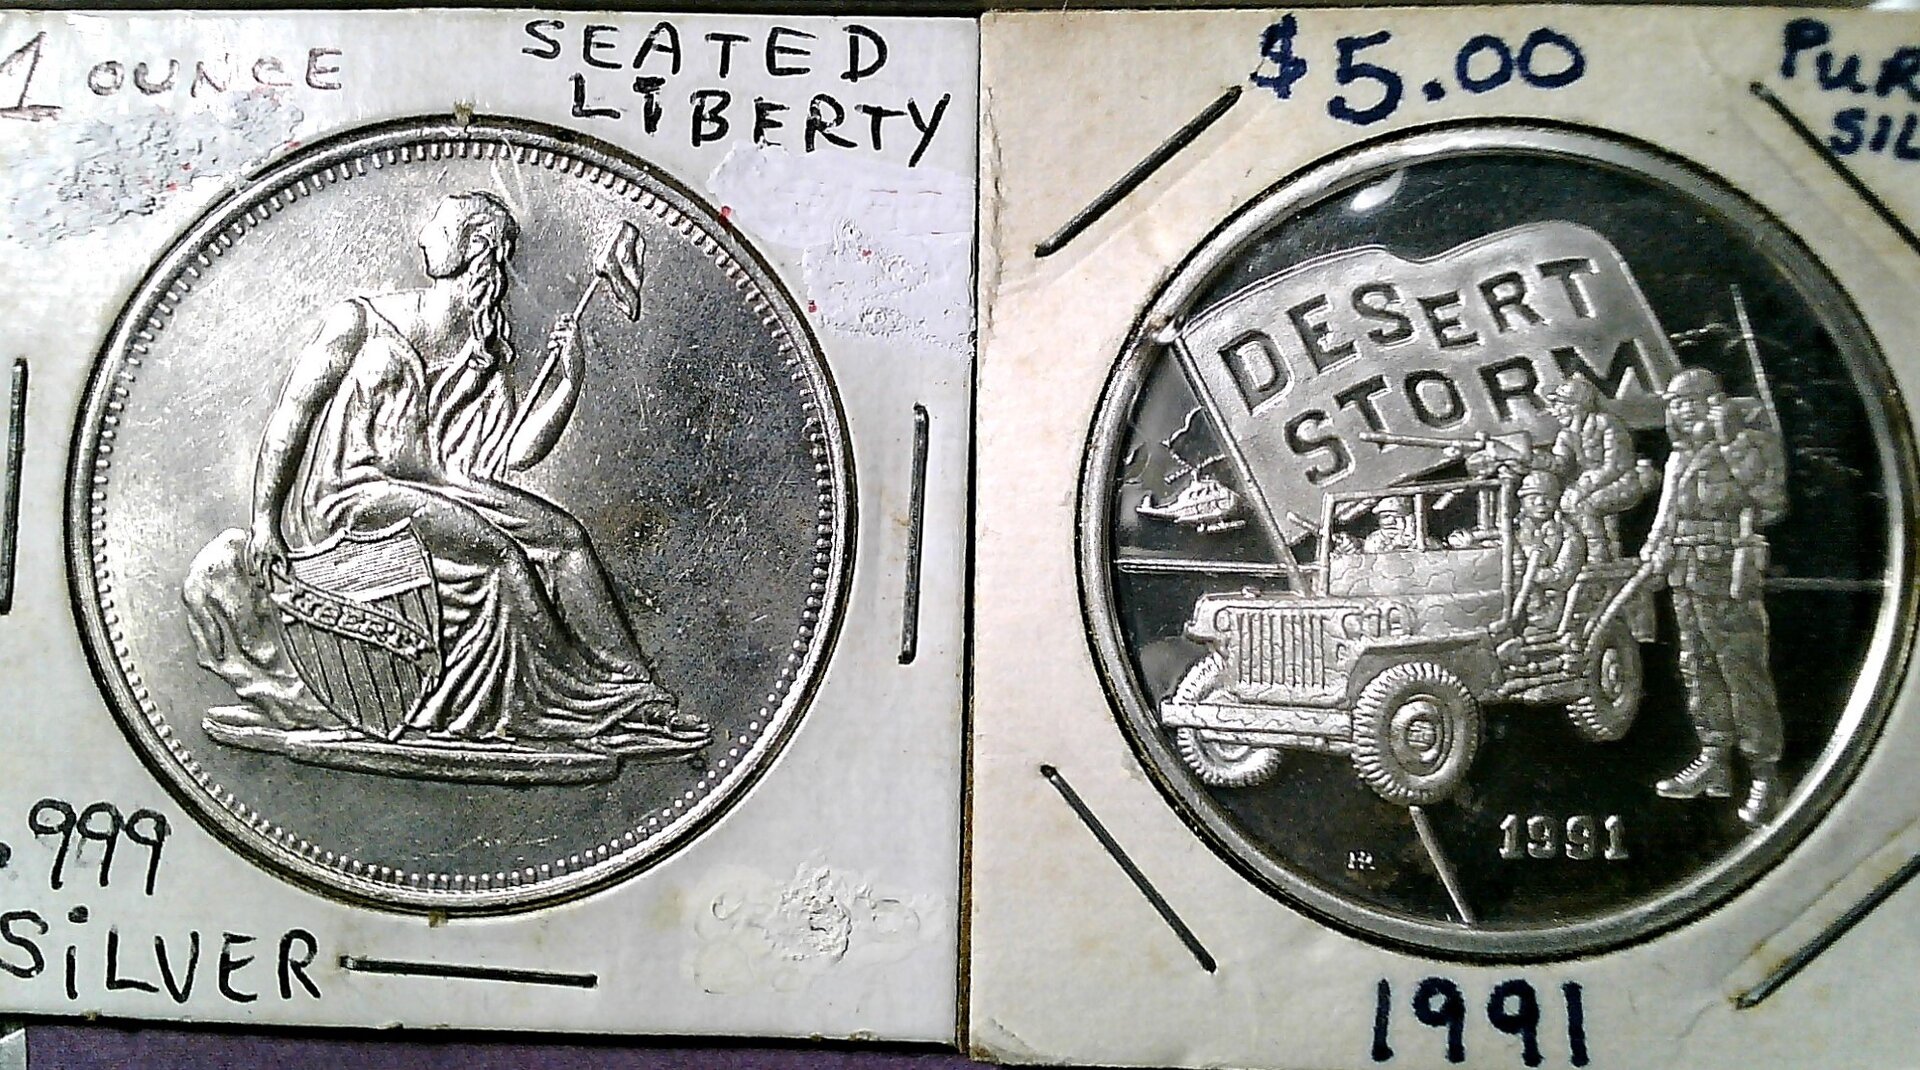 1 OUNCE
SEATED
LIBERTY
LIBERTY
.999
SiLVER
$5.00
PUR
SIL
DESERT
STORM
1991
1991